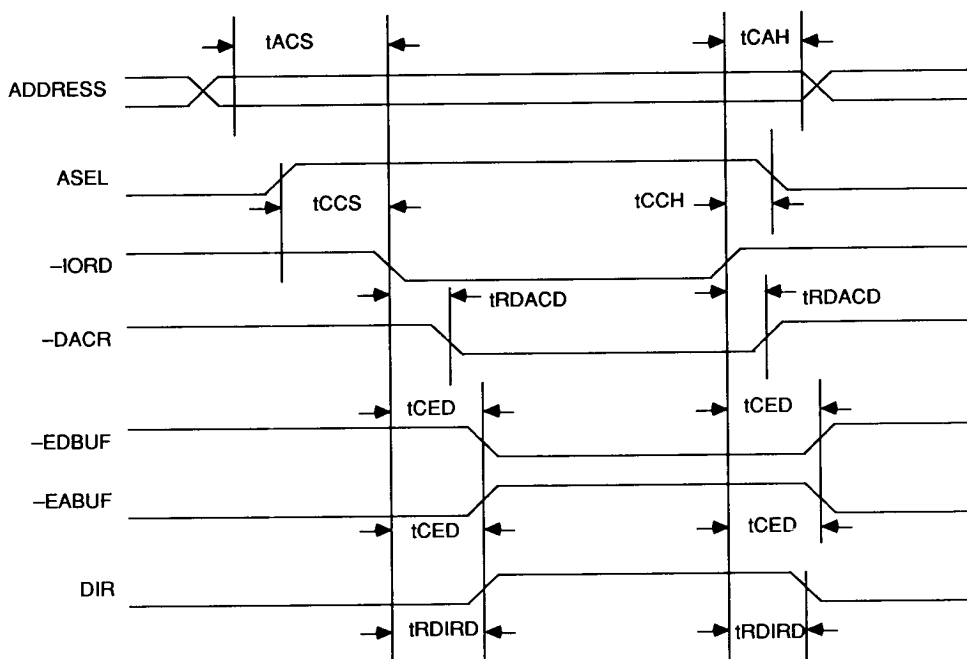 tACS
tCAH
ADDRESS
ASEL
tCCS
tCCH
–IORD
tRDACD
tRDACD
–DACR
tCED
tCED
–EDBUF
–EABUF
tCED
tCED
DIR
tRDIRD
tRDIRD